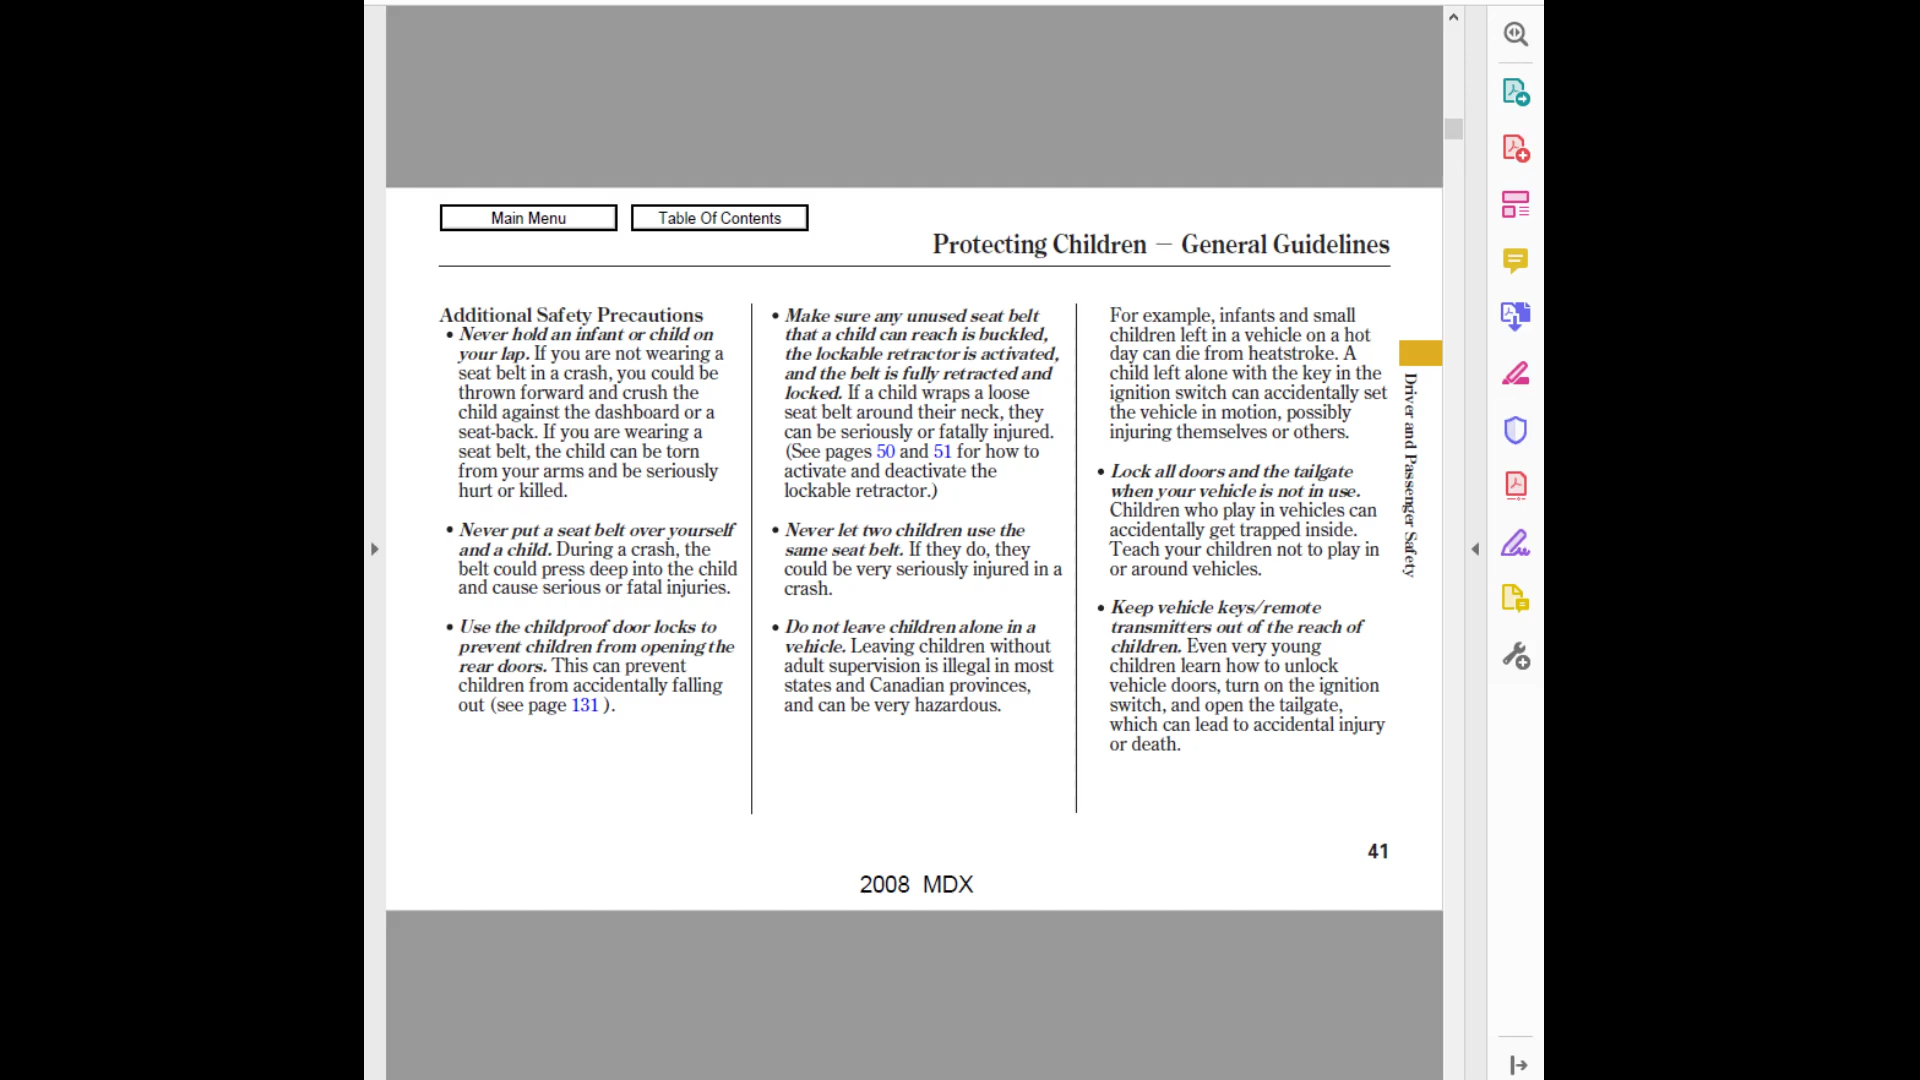 Main Menu
Table Of Contents
Protecting Children — General Guidelines
Additional Safety Precautions
• Never hold an infant or child on
your lap. If you are not wearing a
seat belt in a crash, you could be
thrown forward and crush the
child against the dashboard or a
seat-back. If you are wearing a
seat belt, the child can be torn
from your arms and be seriously
hurt or killed.
• Never put a seat belt over yourself
and a child. During a crash, the
belt could press deep into the child
and cause serious or fatal injuries.
• Use the childproof door locks to
prevent children from opening the
rear doors. This can prevent
children from accidentally falling
out (see page 131 ).
• Make sure any unused seat belt
that a child can reach is buckled,
the lockable retractor is activated,
and the belt is fully retracted and
locked. If a child wraps a loose
seat belt around their neck, they
can be seriously or fatally injured.
(See pages 50 and 51 for how to
activate and deactivate the
lockable retractor.)
• Never let two children use the
same seat belt. If they do, they
could be very seriously injured in a
crash.
• Do not leave children alone in a
vehicle. Leaving children without
adult supervision is illegal in most
states and Canadian provinces,
and can be very hazardous.
For example, infants and small
children left in a vehicle on a hot
day can die from heatstroke. A
child left alone with the key in the
ignition switch can accidentally set
the vehicle in motion, possibly
injuring themselves or others.
• Lock all doors and the tailgate
when your vehicle is not in use.
Children who play in vehicles can
accidentally get trapped inside.
Teach your children not to play in
or around vehicles.
• Keep vehicle keys/remote
transmitters out of the reach of
children. Even very young
children learn how to unlock
vehicle doors, turn on the ignition
switch, and open the tailgate,
which can lead to accidental injury
or death.
Driver and Passenger Safety
41
2008 MDX